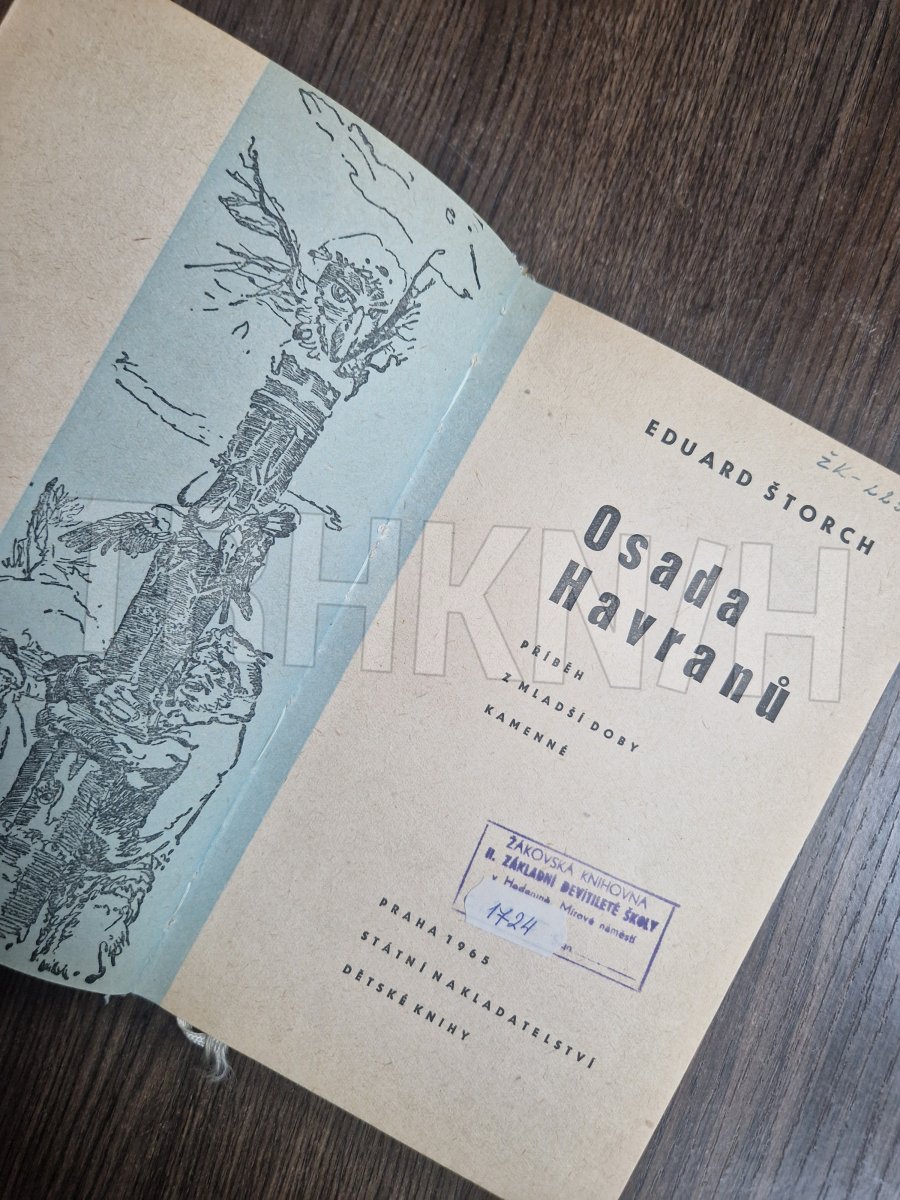 EDUARD ŠTORCH
Osada
Havranů
PŘÍBĚH
Z MLADŠÍ DOBY
KAMENNÉ
ŽÁKOVSKÁ KNIHOVNA
II. ZÁKLADNÍ DEVÍTILETÉ ŠKOLY
v Hodoníně, Mírové náměstí
1724
PRAHA 1965
STÁTNÍ NAKLADATELSTVÍ
DĚTSKÉ KNIHY